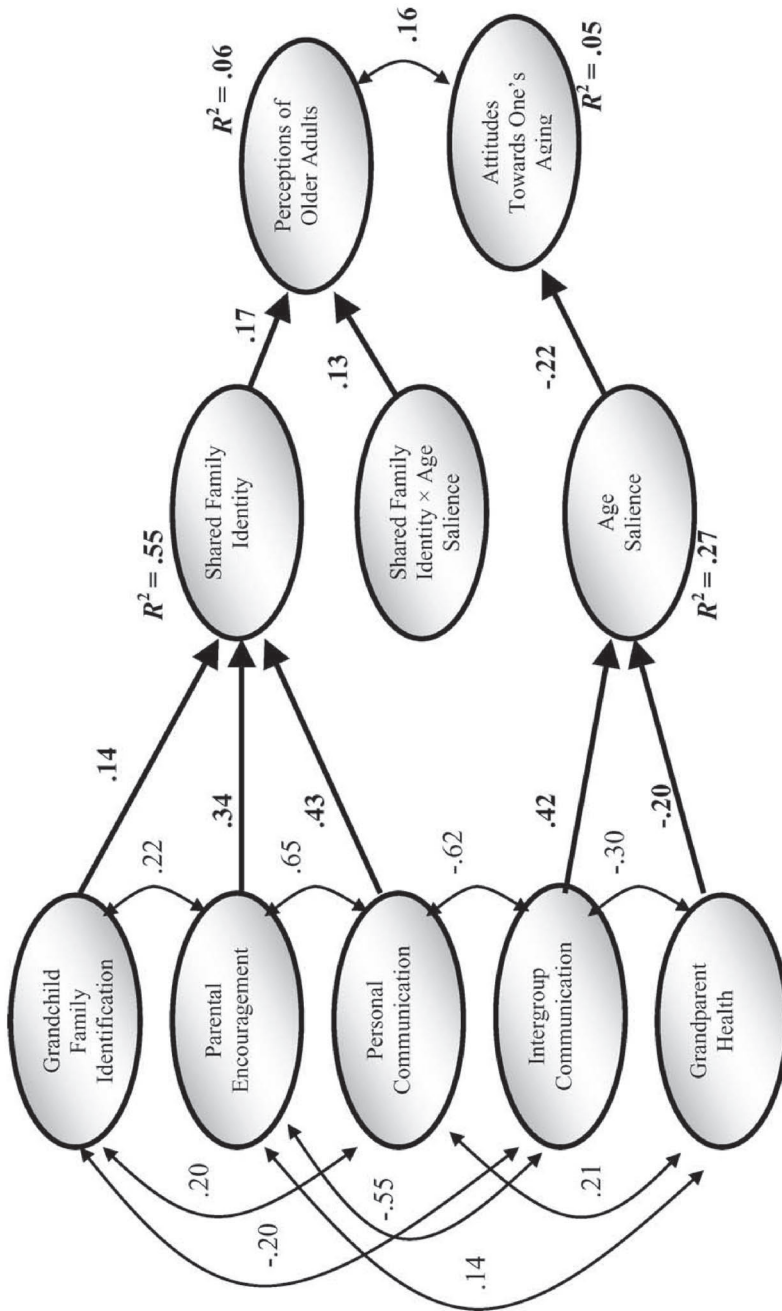 Grandchild
Family
Identification
Parental
Encouragement
Personal
Communication
Intergroup
Communication
Grandparent
Health
.22
.65
-.62
-.30
.20
-.20
-.55
.21
.14
.14
.34
.43
.42
-.20
R² = .55
Shared Family
Identity
Shared Family
Identity × Age
Salience
Age
Salience
R² = .27
.17
.13
-.22
R² = .06
Perceptions of
Older Adults
.16
Attitudes
Towards One's
Aging
R² = .05